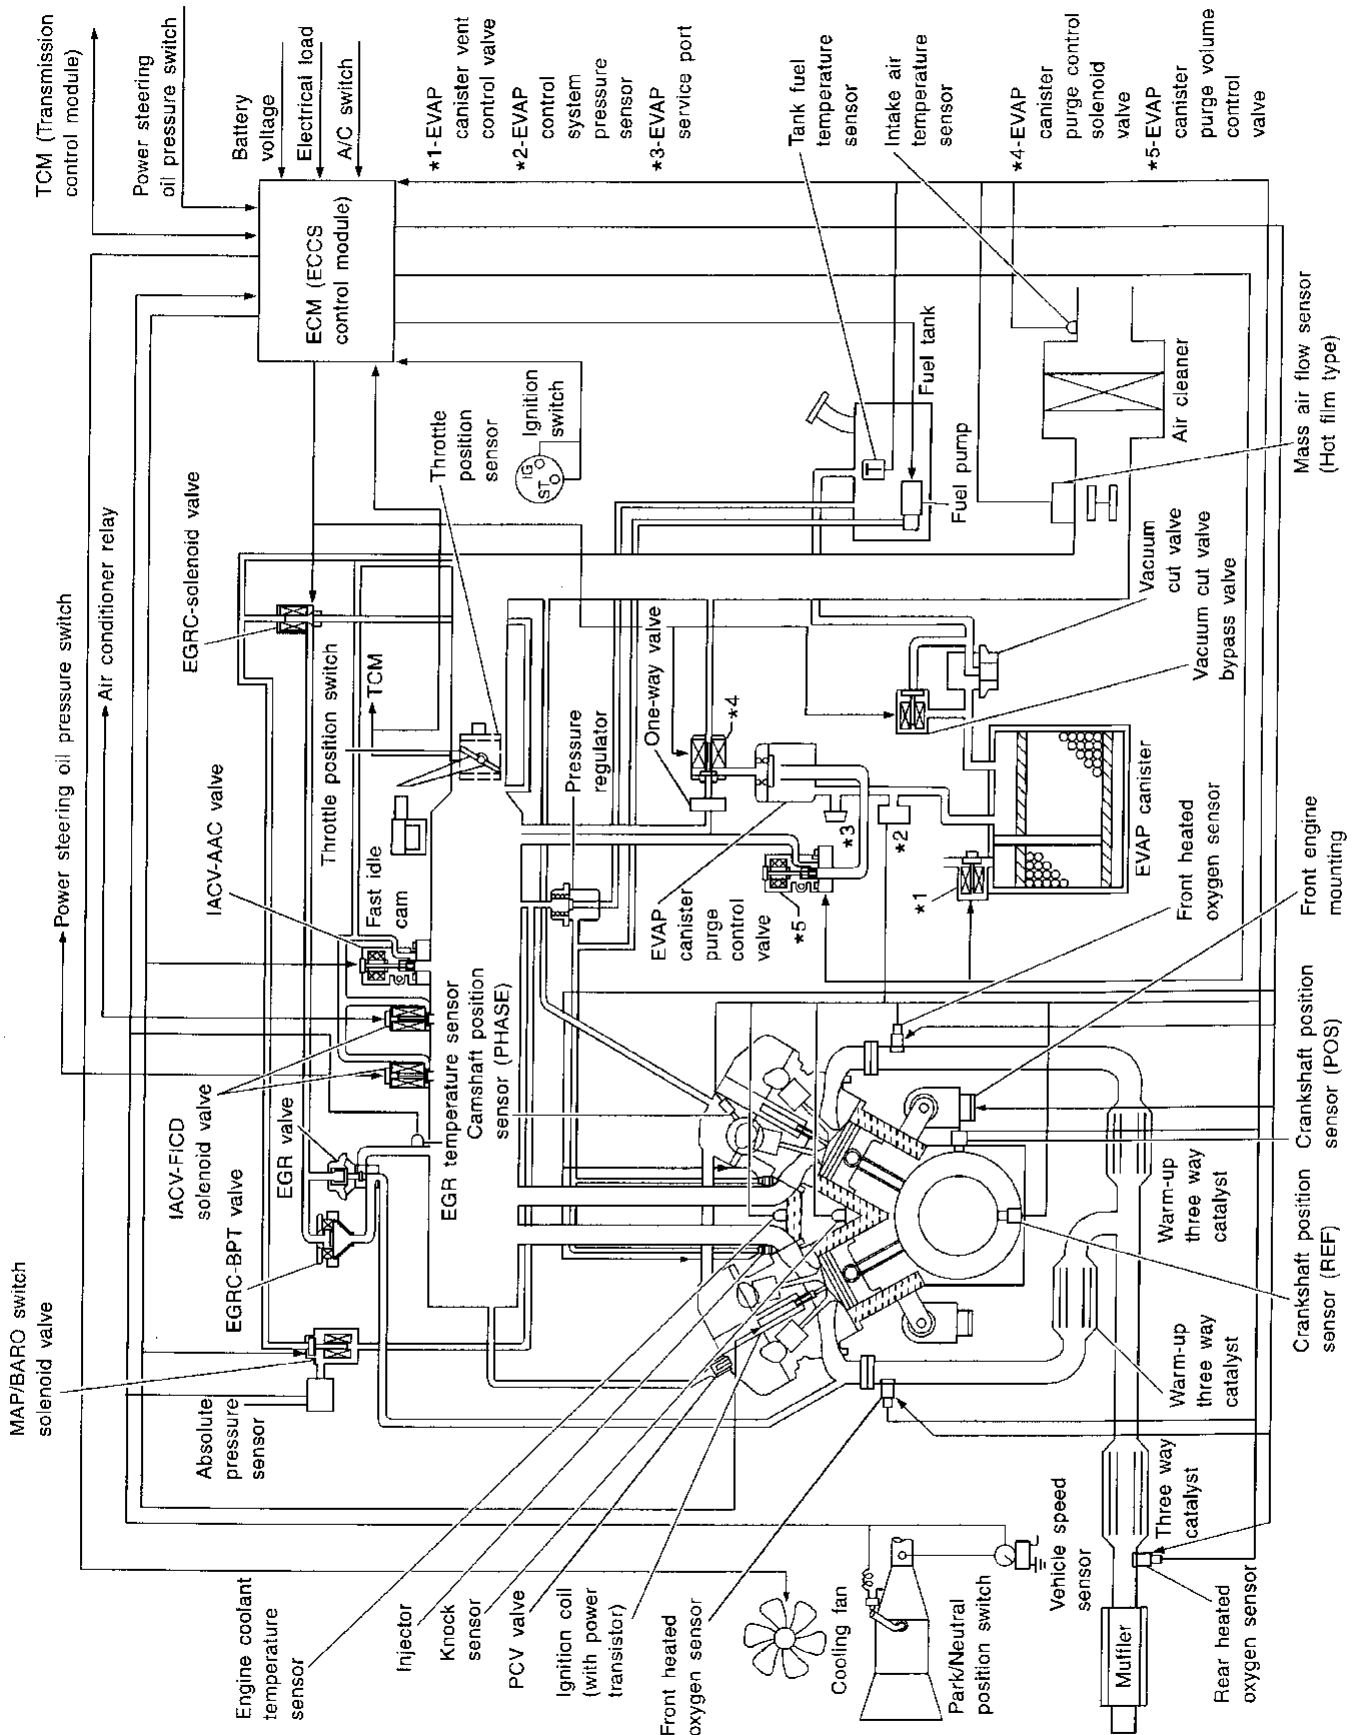 TCM (Transmission
control module)
Power steering
oil pressure switch
Battery
voltage
Electrical load
A/C switch
ECM (ECCS
control module)
*1-EVAP
canister vent
control valve
*2-EVAP
control
system
pressure
sensor
*3-EVAP
service port
Tank fuel
temperature
sensor
Intake air
temperature
sensor
*4-EVAP
canister
purge control
solenoid
valve
*5-EVAP
canister
purge volume
control
valve
Power steering oil pressure switch
Air conditioner relay
EGRC-solenoid valve
Throttle position switch
IACV-AAC valve
IACV-FICD
solenoid valve
EGR valve
EGRC-BPT valve
MAP/BARO switch
solenoid valve
Absolute
pressure
sensor
TCM
Fast idle
cam
Throttle
position
sensor
IG
ST
Ignition
switch
EGR temperature sensor
Camshaft position
sensor (PHASE)
Pressure
regulator
One-way valve
*4
EVAP
canister
purge
control
valve
*5
*3
*2
*1
Fuel tank
T
Fuel pump
Air cleaner
Mass air flow sensor
(Hot film type)
Vacuum
cut valve
Vacuum cut valve
bypass valve
EVAP canister
Front heated
oxygen sensor
Front engine
mounting
Crankshaft position
sensor (POS)
Crankshaft position
sensor (REF)
Warm-up
three way
catalyst
Warm-up
three way
catalyst
Engine coolant
temperature
sensor
Injector
Knock
sensor
PCV valve
Ignition coil
(with power
transistor)
Front heated
oxygen sensor
Cooling fan
Park/Neutral
position switch
Vehicle speed
sensor
Three way
catalyst
Muffler
Rear heated
oxygen sensor